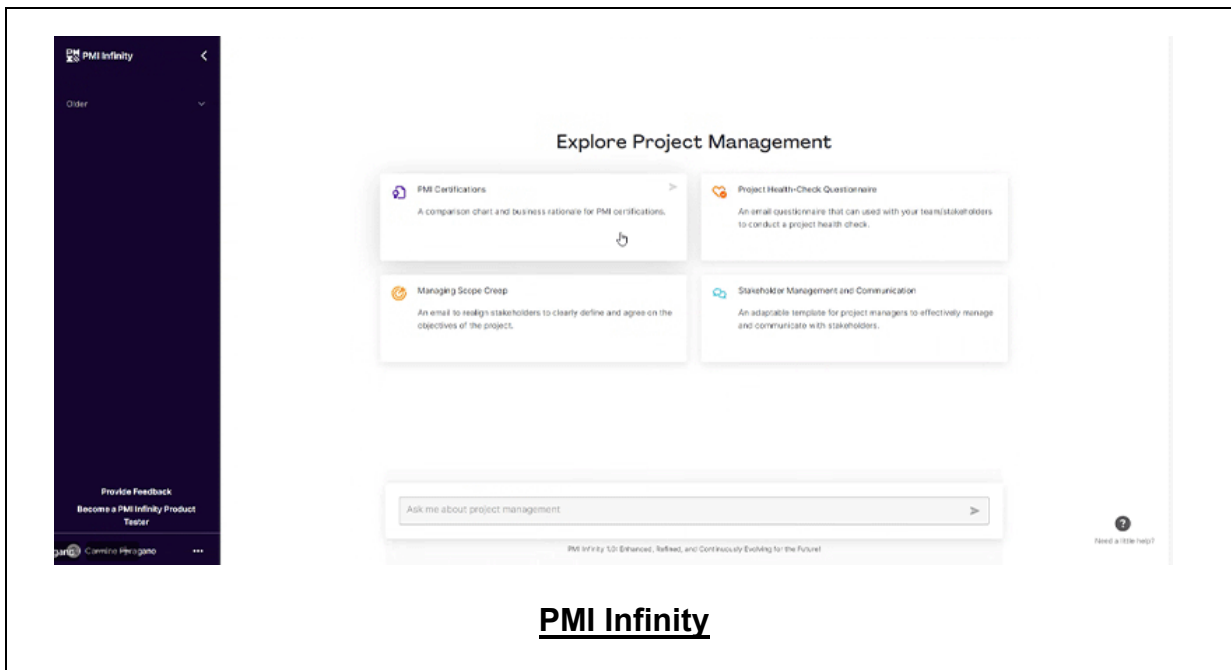 PMI Infinity
Older
Explore Project Management
PMI Certifications
A comparison chart and business rationale for PMI certifications.
Project Health-Check Questionnaire
An email questionnaire that can used with your team/stakeholders
to conduct a project health check.
Managing Scope Creep
An email to realign stakeholders to clearly define and agree on the
objectives of the project.
Stakeholder Management and Communication
An adaptable template for project managers to effectively manage
and communicate with stakeholders.
Provide Feedback
Become a PMI Infinity Product
Tester
Carmine
Ask me about project management
PMI Infinity 1.0: Enhanced, Refined, and Continuously Evolving for the Future!
Need a little help?
PMI Infinity